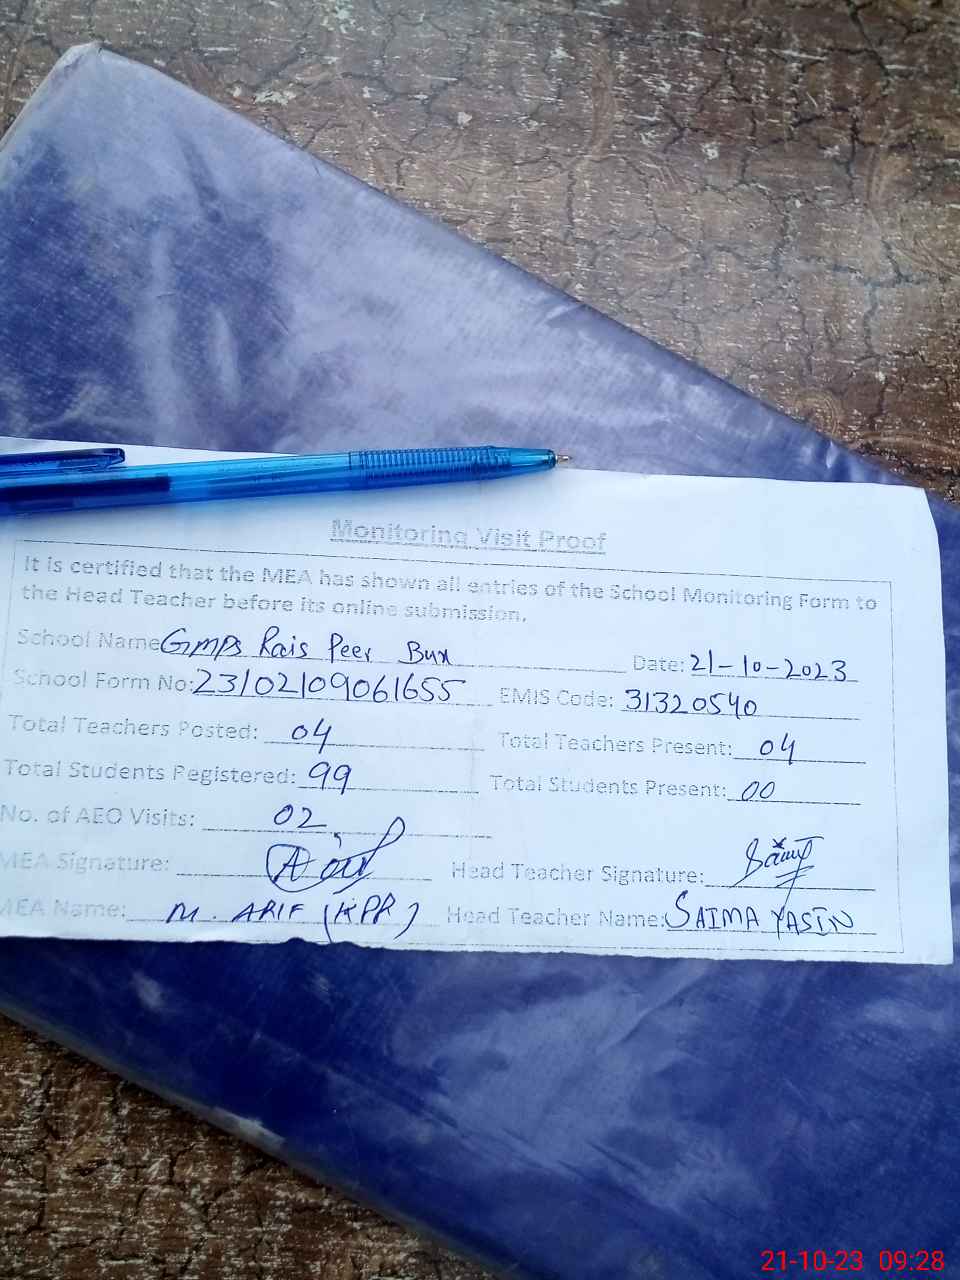 Monitoring Visit Proof
It is certified that the MEA has shown all entries of the School Monitoring Form to
the Head Teacher before its online submission.
School Name GMPS Rais Peer Bux Date: 21-10-2023
School Form No: 23102109061655 EMIS Code: 31320540
Total Teachers Posted: 04 Total Teachers Present: 04
Total Students Registered: 99 Total Students Present: 00
No. of AEO Visits: 02
MEA Signature: Head Teacher Signature:
MEA Name: M. ARIF (KPR) Head Teacher Name: SAIMA YASIN
21-10-23 09:28